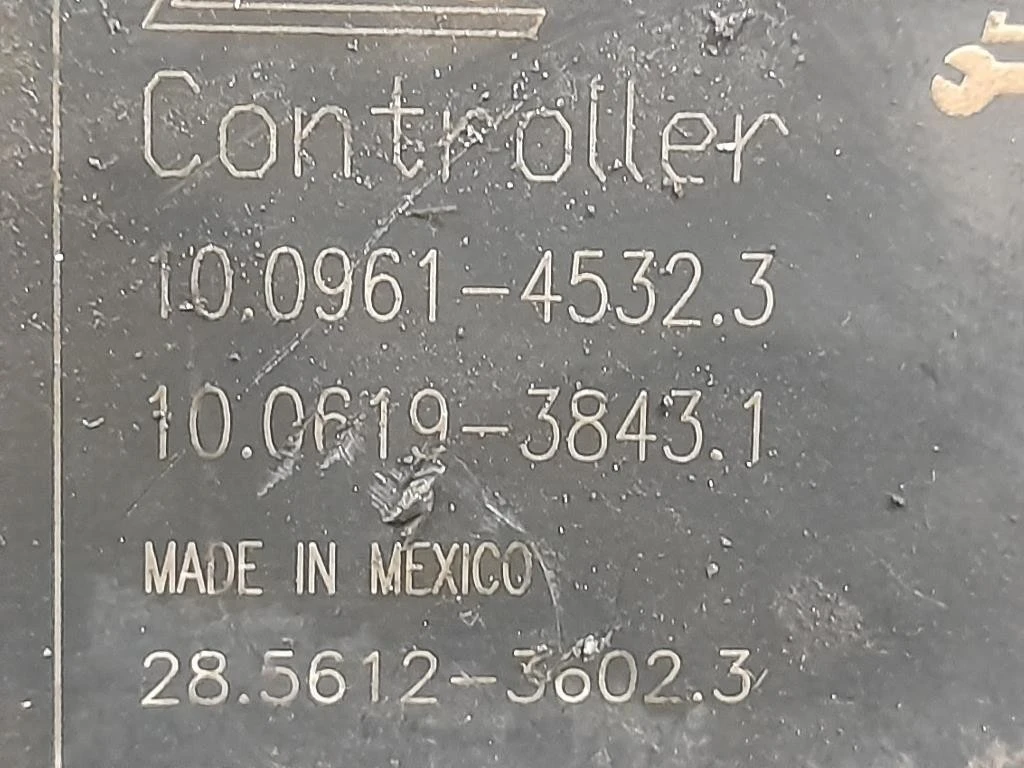 Controller
10.0961-4532.3
10.0619-3843.1
MADE IN MEXICO
28.5612-3602.3